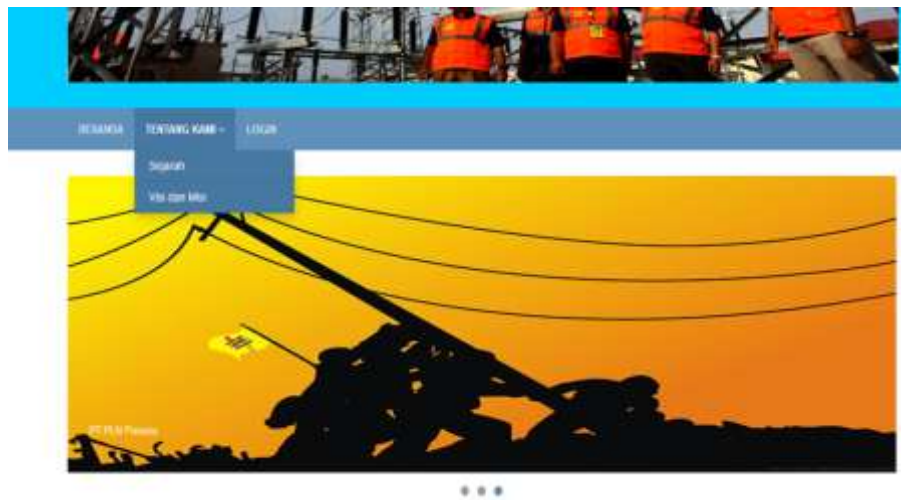 BERANDA TENTANG KAMI LOGIN
Sejarah
Visi dan Misi
PT PLN Persero